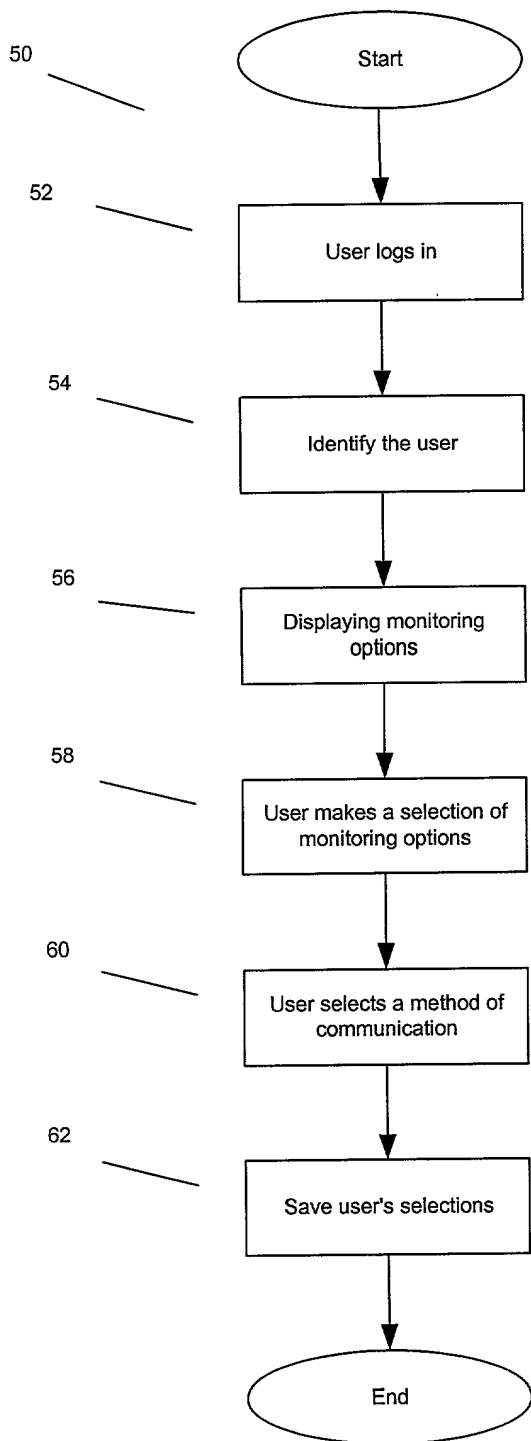 50
Start
52
User logs in
54
Identify the user
56
Displaying monitoring
options
58
User makes a selection of
monitoring options
60
User selects a method of
communication
62
Save user's selections
End